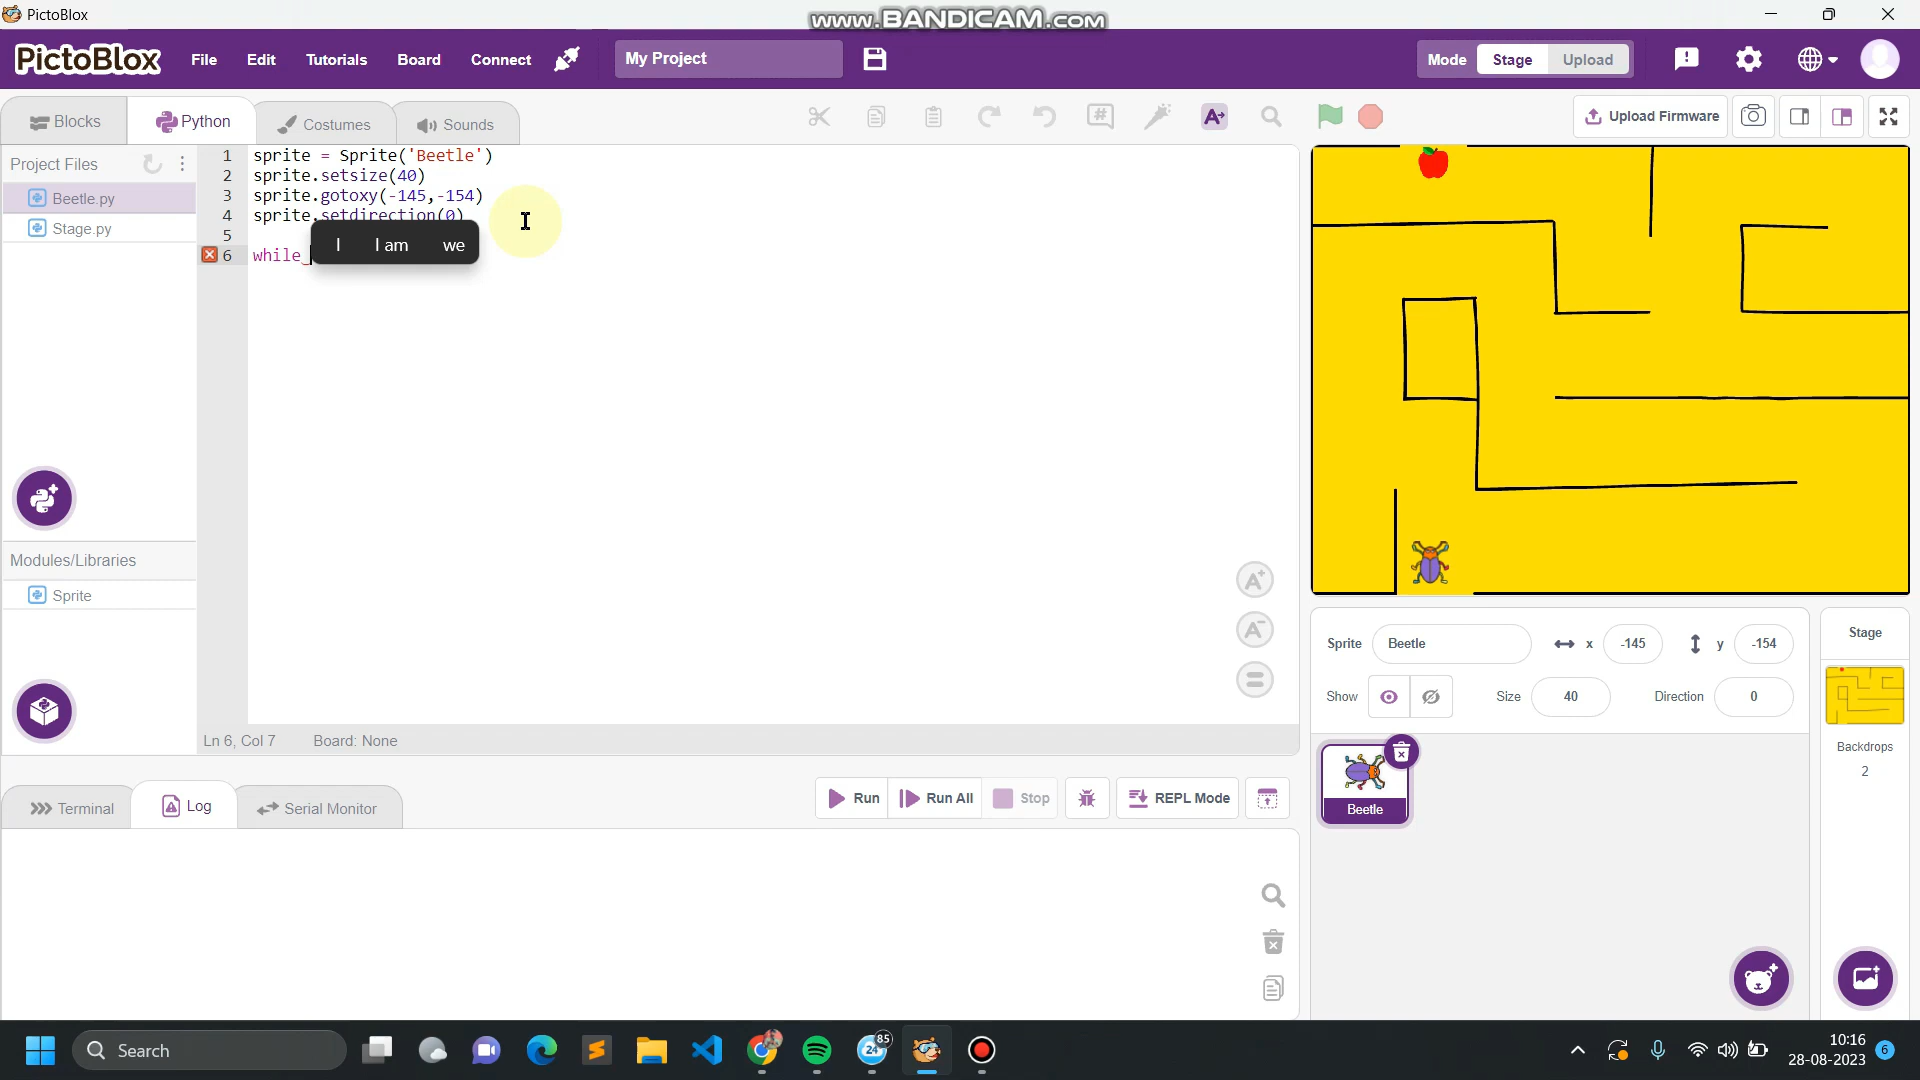 PictoBlox
www.BANDICAM.com
PictoBlox
File
Edit
Tutorials
Board
Connect
My Project
Mode
Stage
Upload
Blocks
Python
Costumes
Sounds
Upload Firmware
Project Files
Beetle.py
Stage.py
1 sprite = Sprite('Beetle')
2 sprite.setsize(40)
3 sprite.gotoxy(-145,-154)
4 sprite.setdirection(0)
5
6 while
I
I am
we
Modules/Libraries
Sprite
Ln 6, Col 7
Board: None
Sprite
Beetle
x
-145
y
-154
Show
Size
40
Direction
0
Stage
Backdrops
2
Beetle
Terminal
Log
Serial Monitor
Run
Run All
Stop
REPL Mode
Search
85
24
10:16
28-08-2023
6